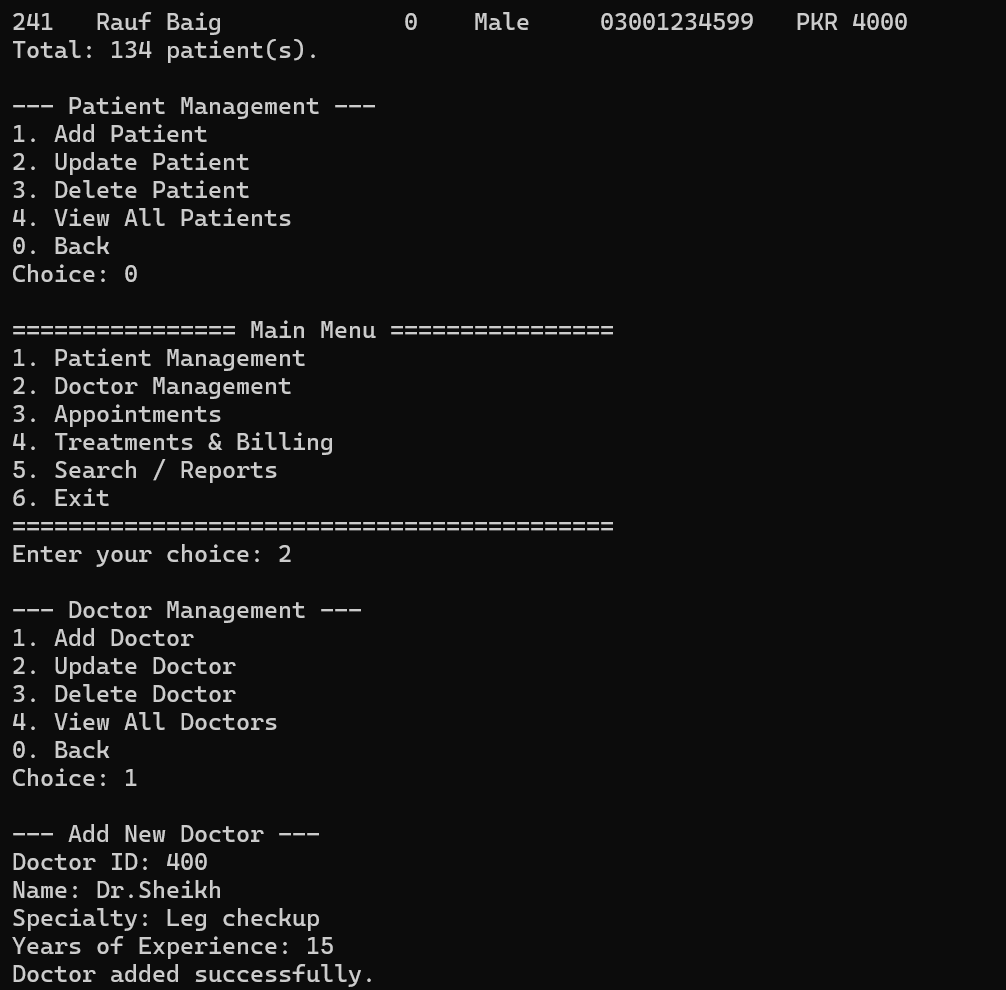 241   Rauf Baig             0    Male     03001234599   PKR 4000
Total: 134 patient(s).
--- Patient Management ---
1. Add Patient
2. Update Patient
3. Delete Patient
4. View All Patients
0. Back
Choice: 0
================ Main Menu ================
1. Patient Management
2. Doctor Management
3. Appointments
4. Treatments & Billing
5. Search / Reports
6. Exit
===========================================
Enter your choice: 2
--- Doctor Management ---
1. Add Doctor
2. Update Doctor
3. Delete Doctor
4. View All Doctors
0. Back
Choice: 1
--- Add New Doctor ---
Doctor ID: 400
Name: Dr.Sheikh
Specialty: Leg checkup
Years of Experience: 15
Doctor added successfully.